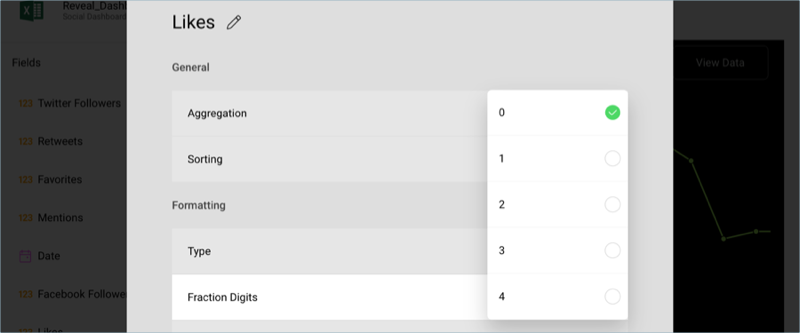 Reveal_Dashl
Social Dashboard
Fields
123 Twitter Followers
123 Retweets
123 Favorites
123 Mentions
Date
123 Facebook Followe
123 Likes
Likes
General
Aggregation
Sorting
Formatting
Type
Fraction Digits
0
1
2
3
4
View Data